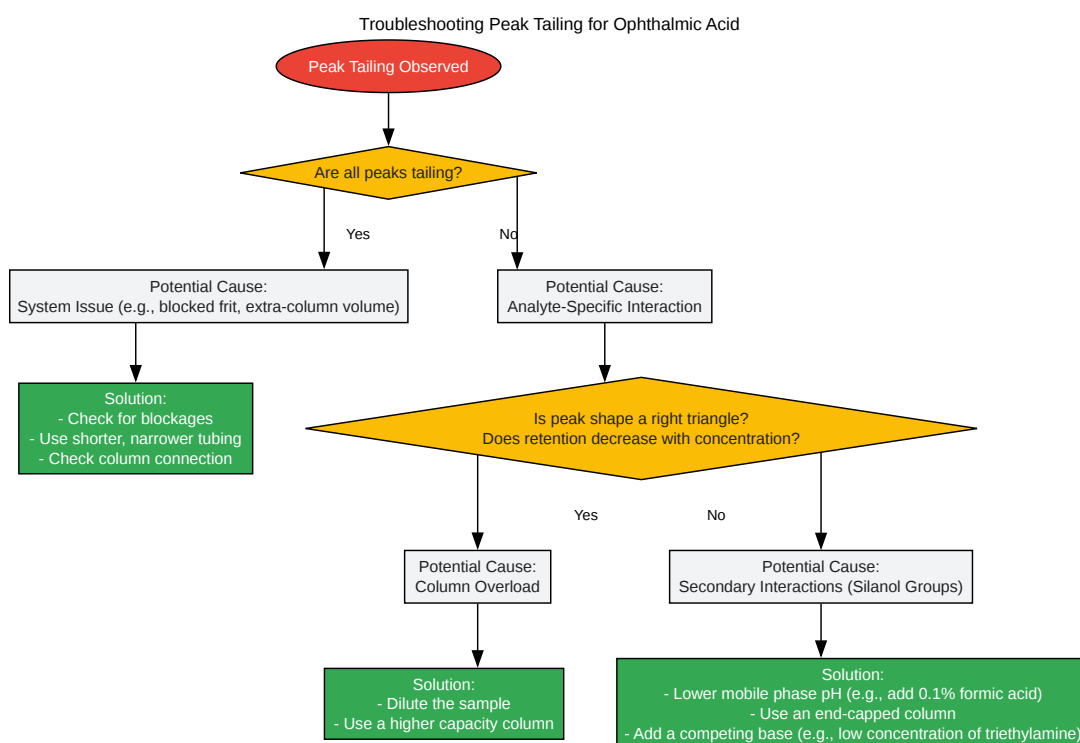 Troubleshooting Peak Tailing for Ophthalmic Acid
Peak Tailing Observed
Are all peaks tailing?
Yes
No
Potential Cause:
System Issue (e.g., blocked frit, extra-column volume)
Potential Cause:
Analyte-Specific Interaction
Solution:
- Check for blockages
- Use shorter, narrower tubing
- Check column connection
Is peak shape a right triangle?
Does retention decrease with concentration?
Yes
No
Potential Cause:
Column Overload
Potential Cause:
Secondary Interactions (Silanol Groups)
Solution:
- Dilute the sample
- Use a higher capacity column
Solution:
- Lower mobile phase pH (e.g., add 0.1% formic acid)
- Use an end-capped column
- Add a competing base (e.g., low concentration of triethylamine)